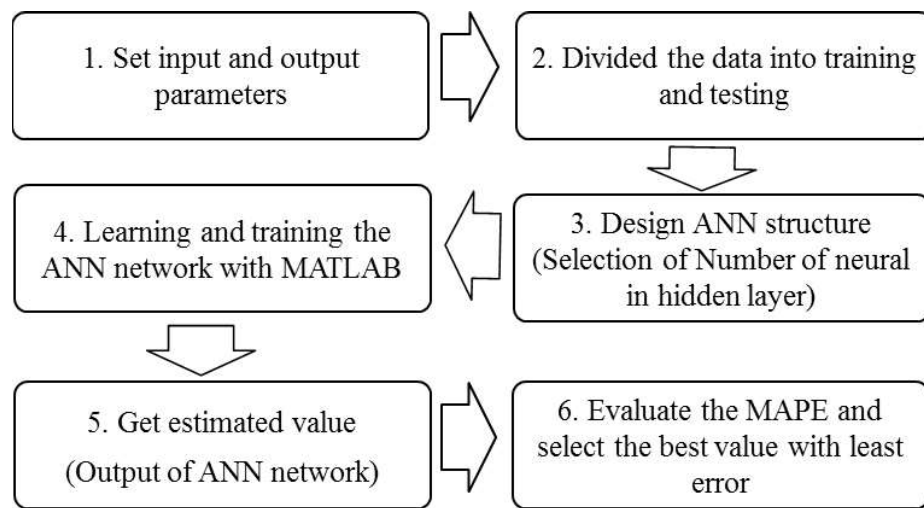 1. Set input and output
parameters
2. Divided the data into training
and testing
3. Design ANN structure
(Selection of Number of neural
in hidden layer)
4. Learning and training the
ANN network with MATLAB
5. Get estimated value
(Output of ANN network)
6. Evaluate the MAPE and
select the best value with least
error